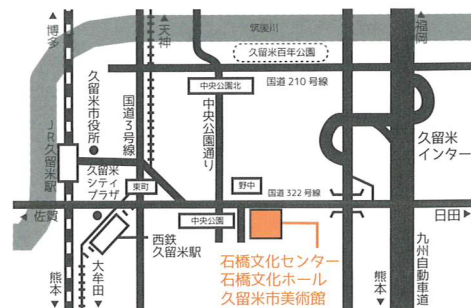 ▲博多
▲天神
筑後川
▲福岡
久留米百年公園
中央公園北
国道210号線
久留米市役所
国道3号線
中央公園通り
久留米
インター
JR久留米駅
久留米
シティ
プラザ
東町
野中
国道322号線
◀佐賀
中央公園
日田▶
西鉄
久留米駅
石橋文化センター
石橋文化ホール
久留米市美術館
熊本▼
大牟田▼
熊本▼
九州自動車道